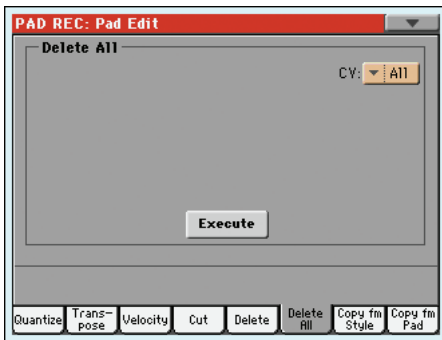 PAD REC: Pad Edit
Delete All
CV: All
Execute
Quantize Trans- pose Velocity Cut Delete Delete All Copy fm Style Copy fm Pad